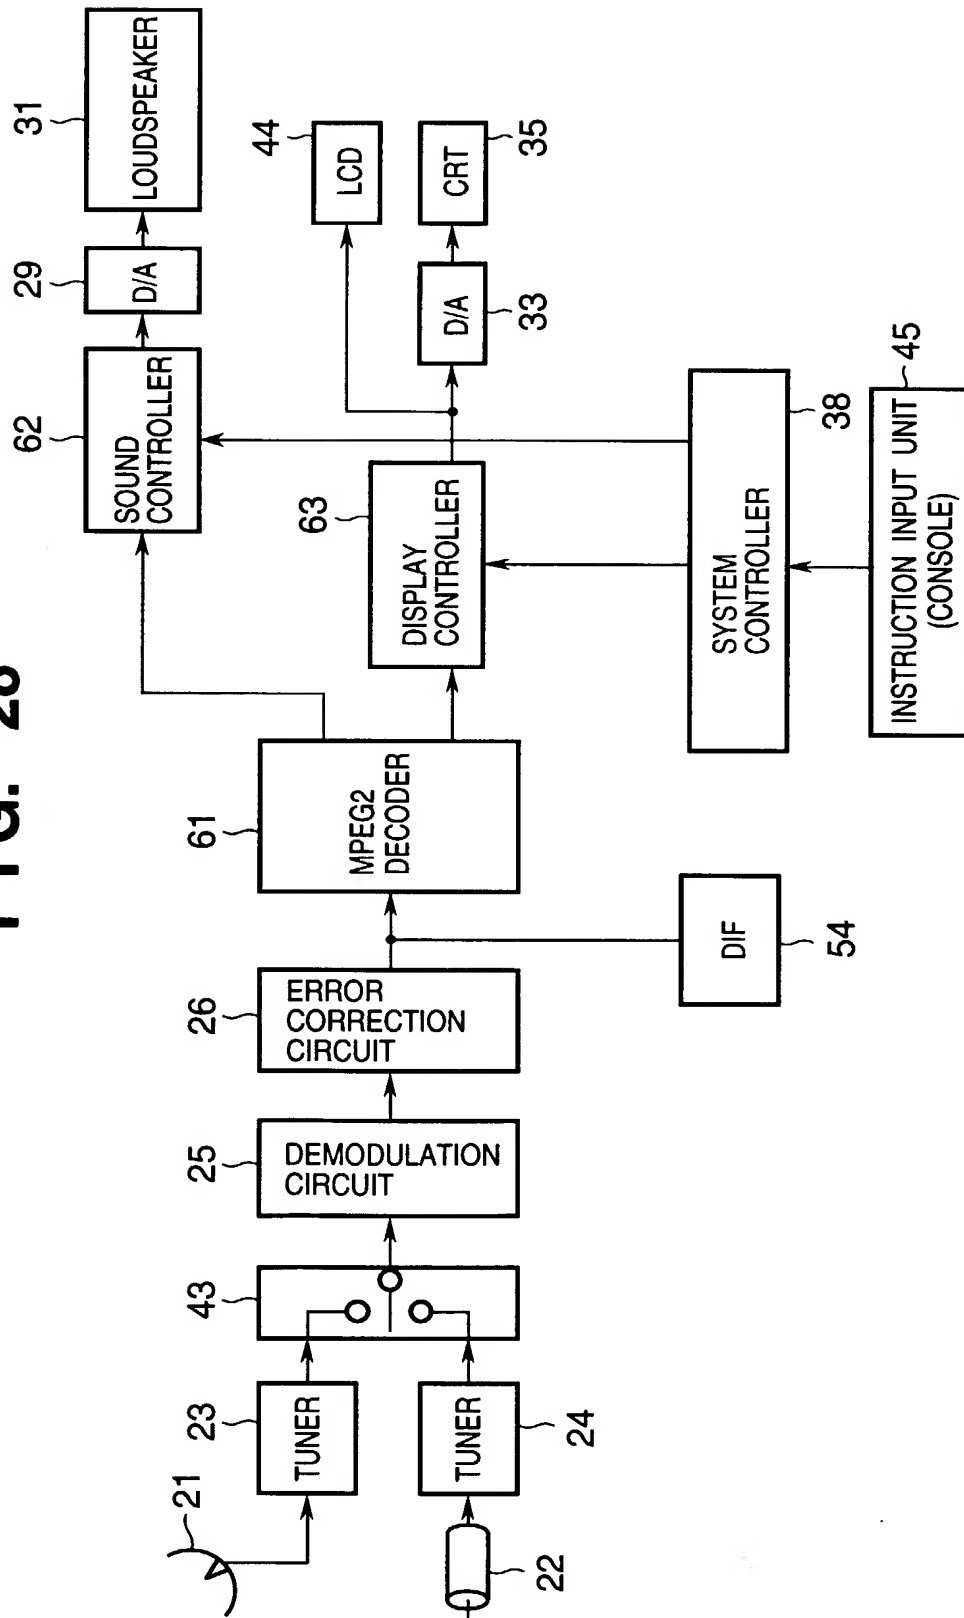 FIG.
31
29
62
LOUDSPEAKER
D/A
SOUND
CONTROLLER
21
23
43
25
26
61
63
44
TUNER
DEMODULATION
CIRCUIT
ERROR
CORRECTION
CIRCUIT
MPEG2
DECODER
DISPLAY
CONTROLLER
LCD
D/A
CRT
33
35
TUNER
22
24
DIF
54
SYSTEM
CONTROLLER
38
INSTRUCTION INPUT UNIT
(CONSOLE)
45